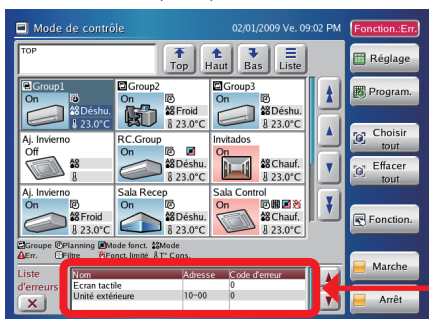 Mode de contrôle
02/01/2009 Ve. 09:02 PM
Fonction.:Err.
TOP
Top
Haut
Bas
Liste
Réglage
Program.
Choisir tout
Effacer tout
Fonction.
Marche
Arrêt
Group1
On
Déshu.
23.0°C
Group2
On
Froid
23.0°C
Group3
On
Déshu.
23.0°C
Aj. Invierno
Off
RC.Group
On
Déshu.
23.0°C
Invitados
On
Chauf.
23.0°C
Aj. Invierno
On
Froid
23.0°C
Sala Recep
On
Déshu.
23.0°C
Sala Control
On
Chauf.
23.0°C
Groupe Planning Mode fonct. Mode
Err. Filtre Fonct. limité T° Cons.
Liste d'erreurs
Nom Adresse Code d'erreur
Ecran tactile 0
Unité extérieure 10-00 0